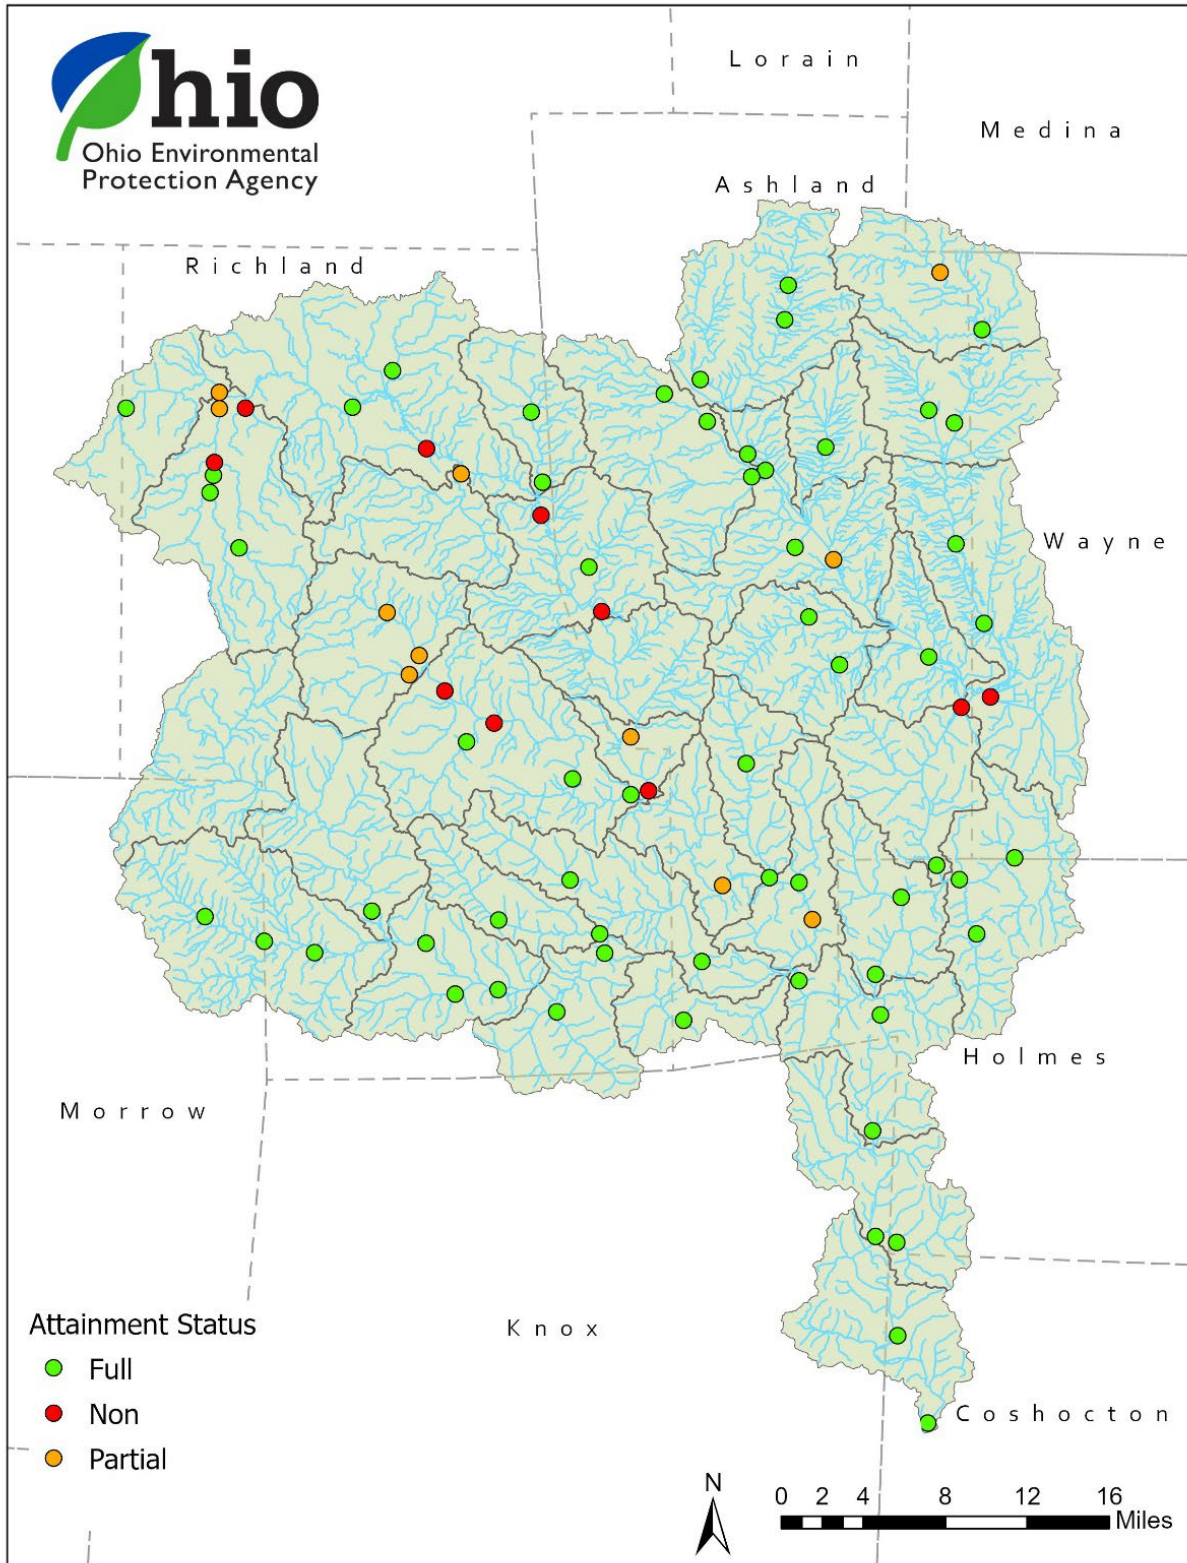 Ohio
Ohio Environmental
Protection Agency
Lorain
Medina
Ashland
Richland
Wayne
Holmes
Morrow
Knox
Coshocton
Attainment Status
Full
Non
Partial
N
0 2 4 8 12 16
Miles